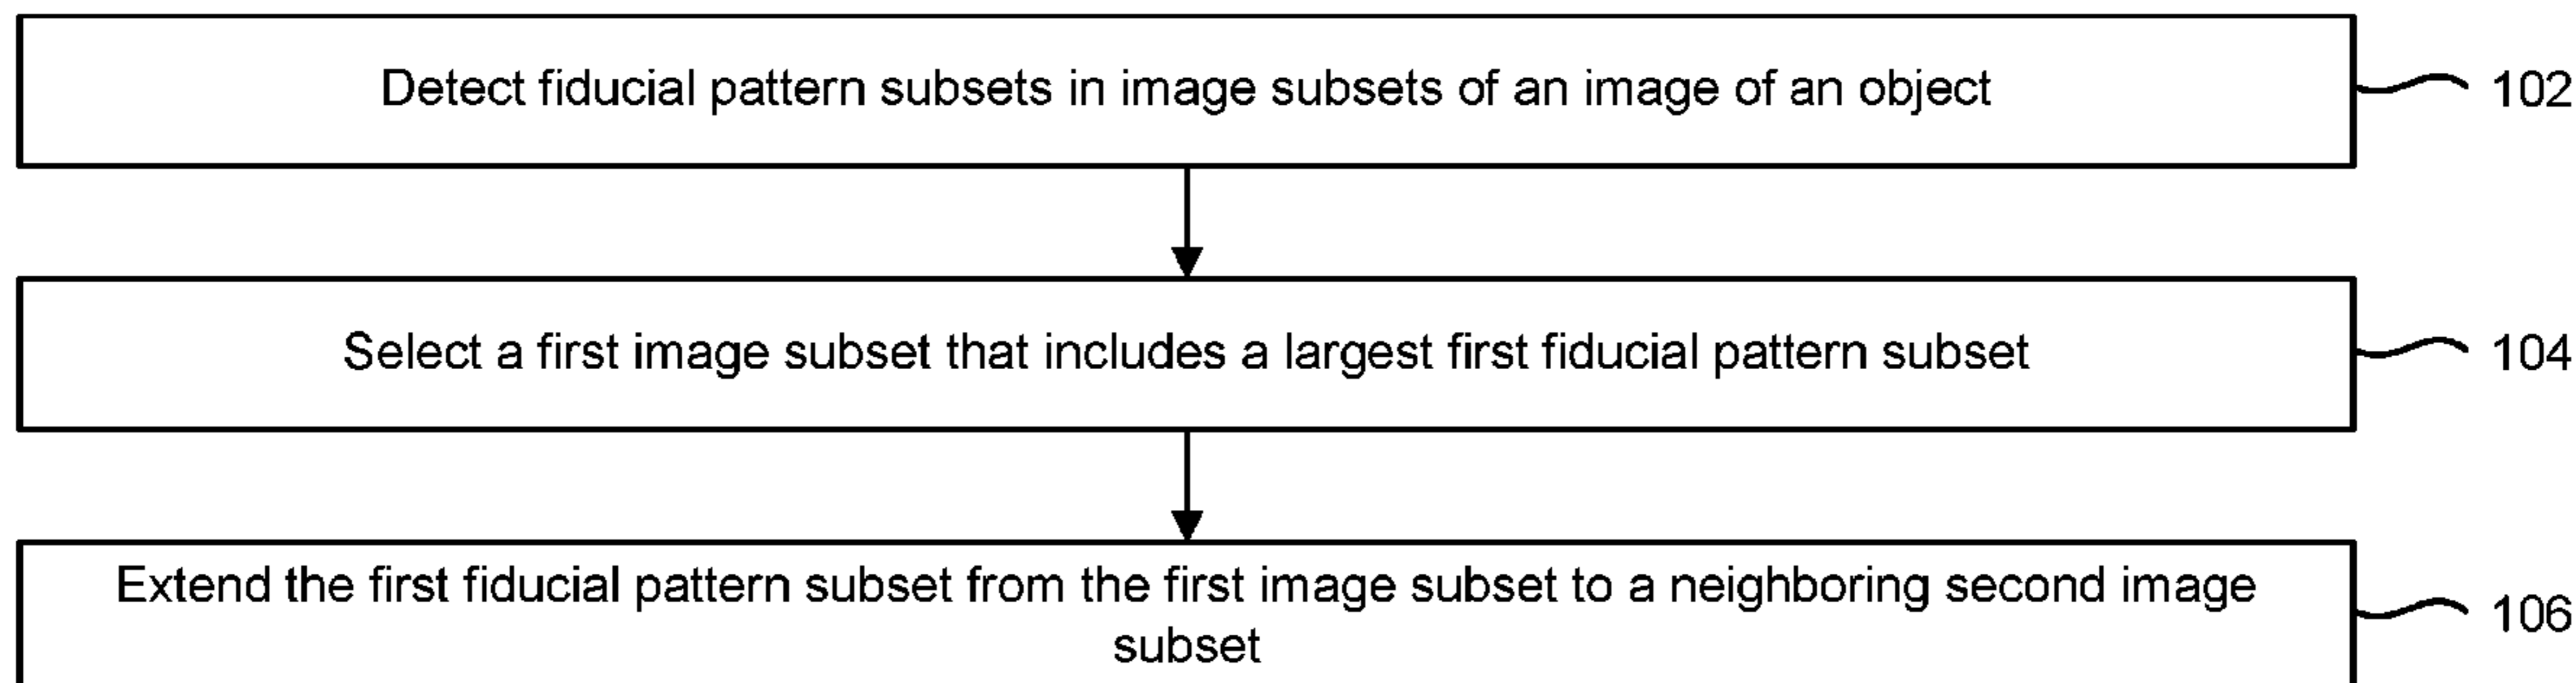 Detect fiducial pattern subsets in image subsets of an image of an object
102
Select a first image subset that includes a largest first fiducial pattern subset
104
Extend the first fiducial pattern subset from the first image subset to a neighboring second image
subset
106